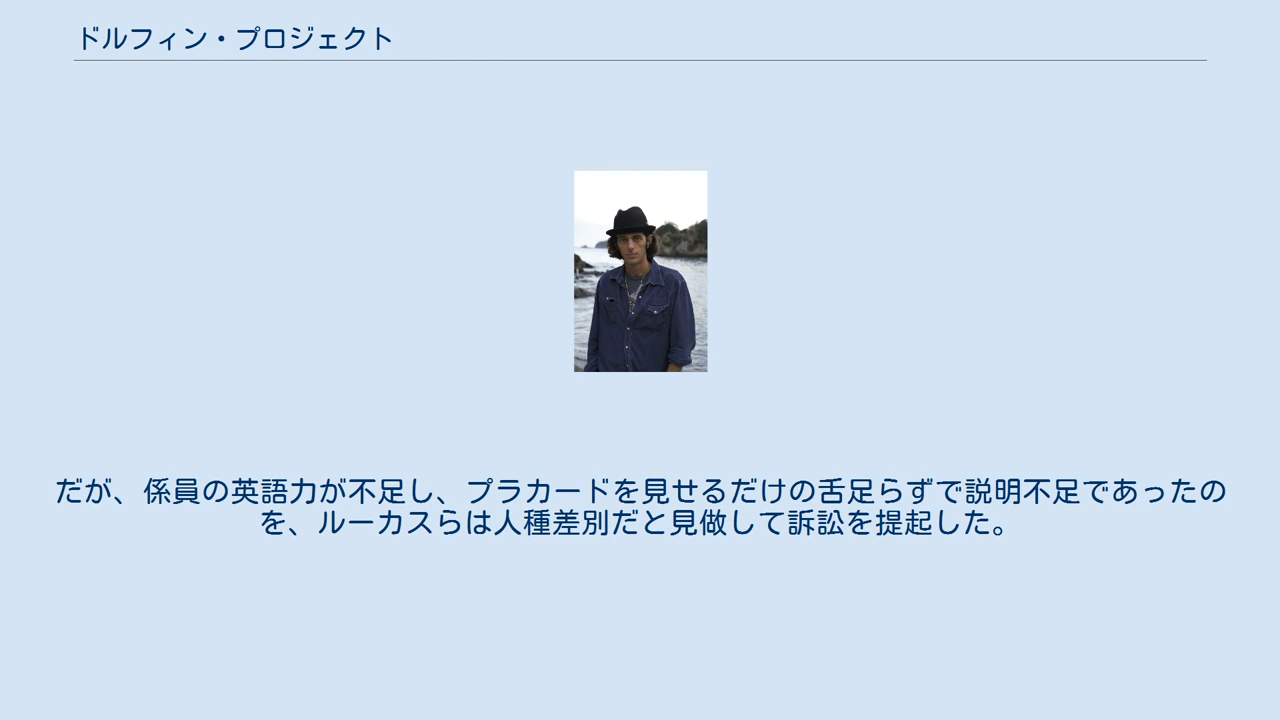 ドルフィン・プロジェクト
だが、係員の英語力が不足し、プラカードを見せるだけの舌足らずで説明不足であったの
を、ルーカスらは人種差別だと見做して訴訟を提起した。